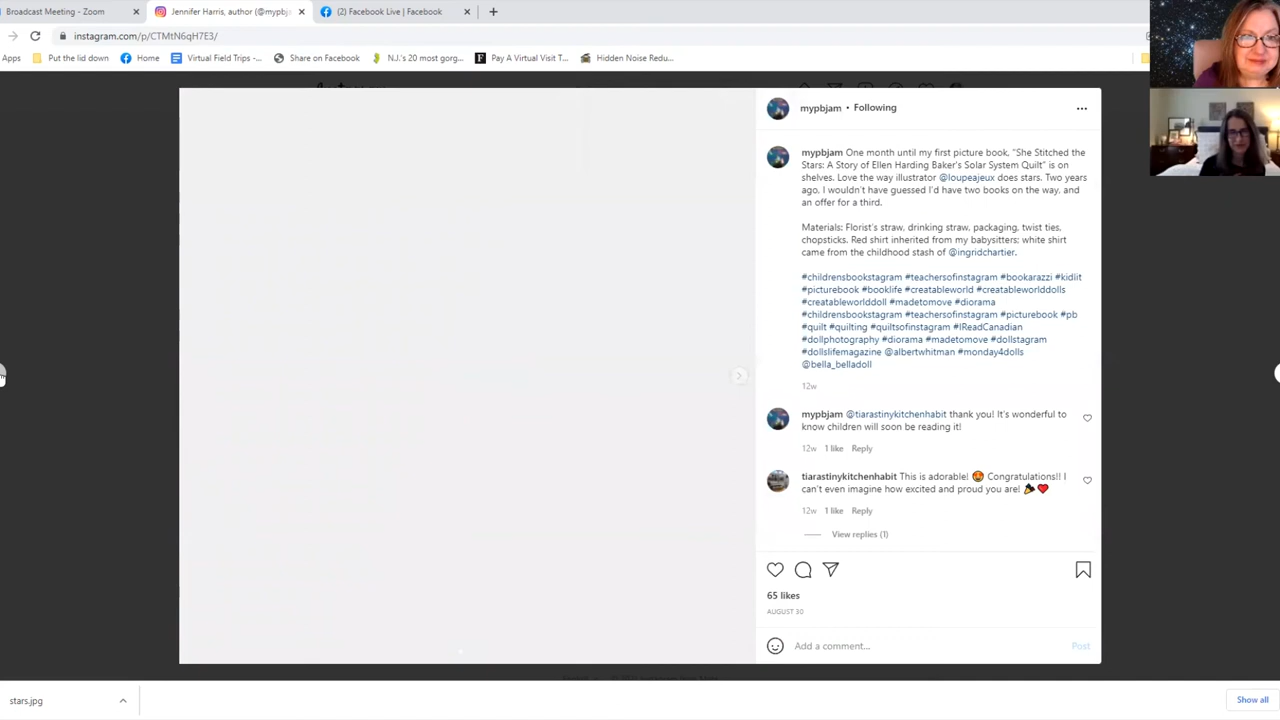 Broadcast Meeting - Zoom
Jennifer Harris, author (@mypbj
(2) Facebook Live | Facebook
instagram.com/p/CTMtN6qH7E3/
Apps
Put the lid down
Home
Virtual Field Trips -...
Share on Facebook
N.J.'s 20 most gorg...
Pay A Virtual Visit T...
Hidden Noise Redu...
mypbjam • Following
mypbjam One month until my first picture book, "She Stitched the
Stars: A Story of Ellen Harding Baker's Solar System Quilt" is on
shelves. Love the way illustrator @loupeajeux does stars. Two years
ago, I wouldn't have guessed I'd have two books on the way, and
an offer for a third.
Materials: Florist's straw, drinking straw, packaging, twist ties,
chopsticks. Red shirt inherited from my babysitters; white shirt
came from the childhood stash of @ingridchartier.
#childrensbookstagram #teachersofinstagram #bookarazzi #kidlit
#picturebook #booklife #creatableworld #creatableworlddolls
#creatableworlddoll #madetomove #diorama
#childrensbookstagram #teachersofinstagram #picturebook #pb
#quilt #quilting #quiltsofinstagram #IReadCanadian
#dollphotography #diorama #madetomove #dollstagram
#dollslifemagazine @albertwhitman #monday4dolls
@bella_belladoll
12w
mypbjam @tiarastinykitchenhabit thank you! It's wonderful to
know children will soon be reading it!
12w 1 like Reply
tiarastinykitchenhabit This is adorable! 🤩 Congratulations!! I
can't even imagine how excited and proud you are! 🎉❤️
12w 1 like Reply
View replies (1)
65 likes
AUGUST 30
Add a comment...
Post
stars.jpg
Show all